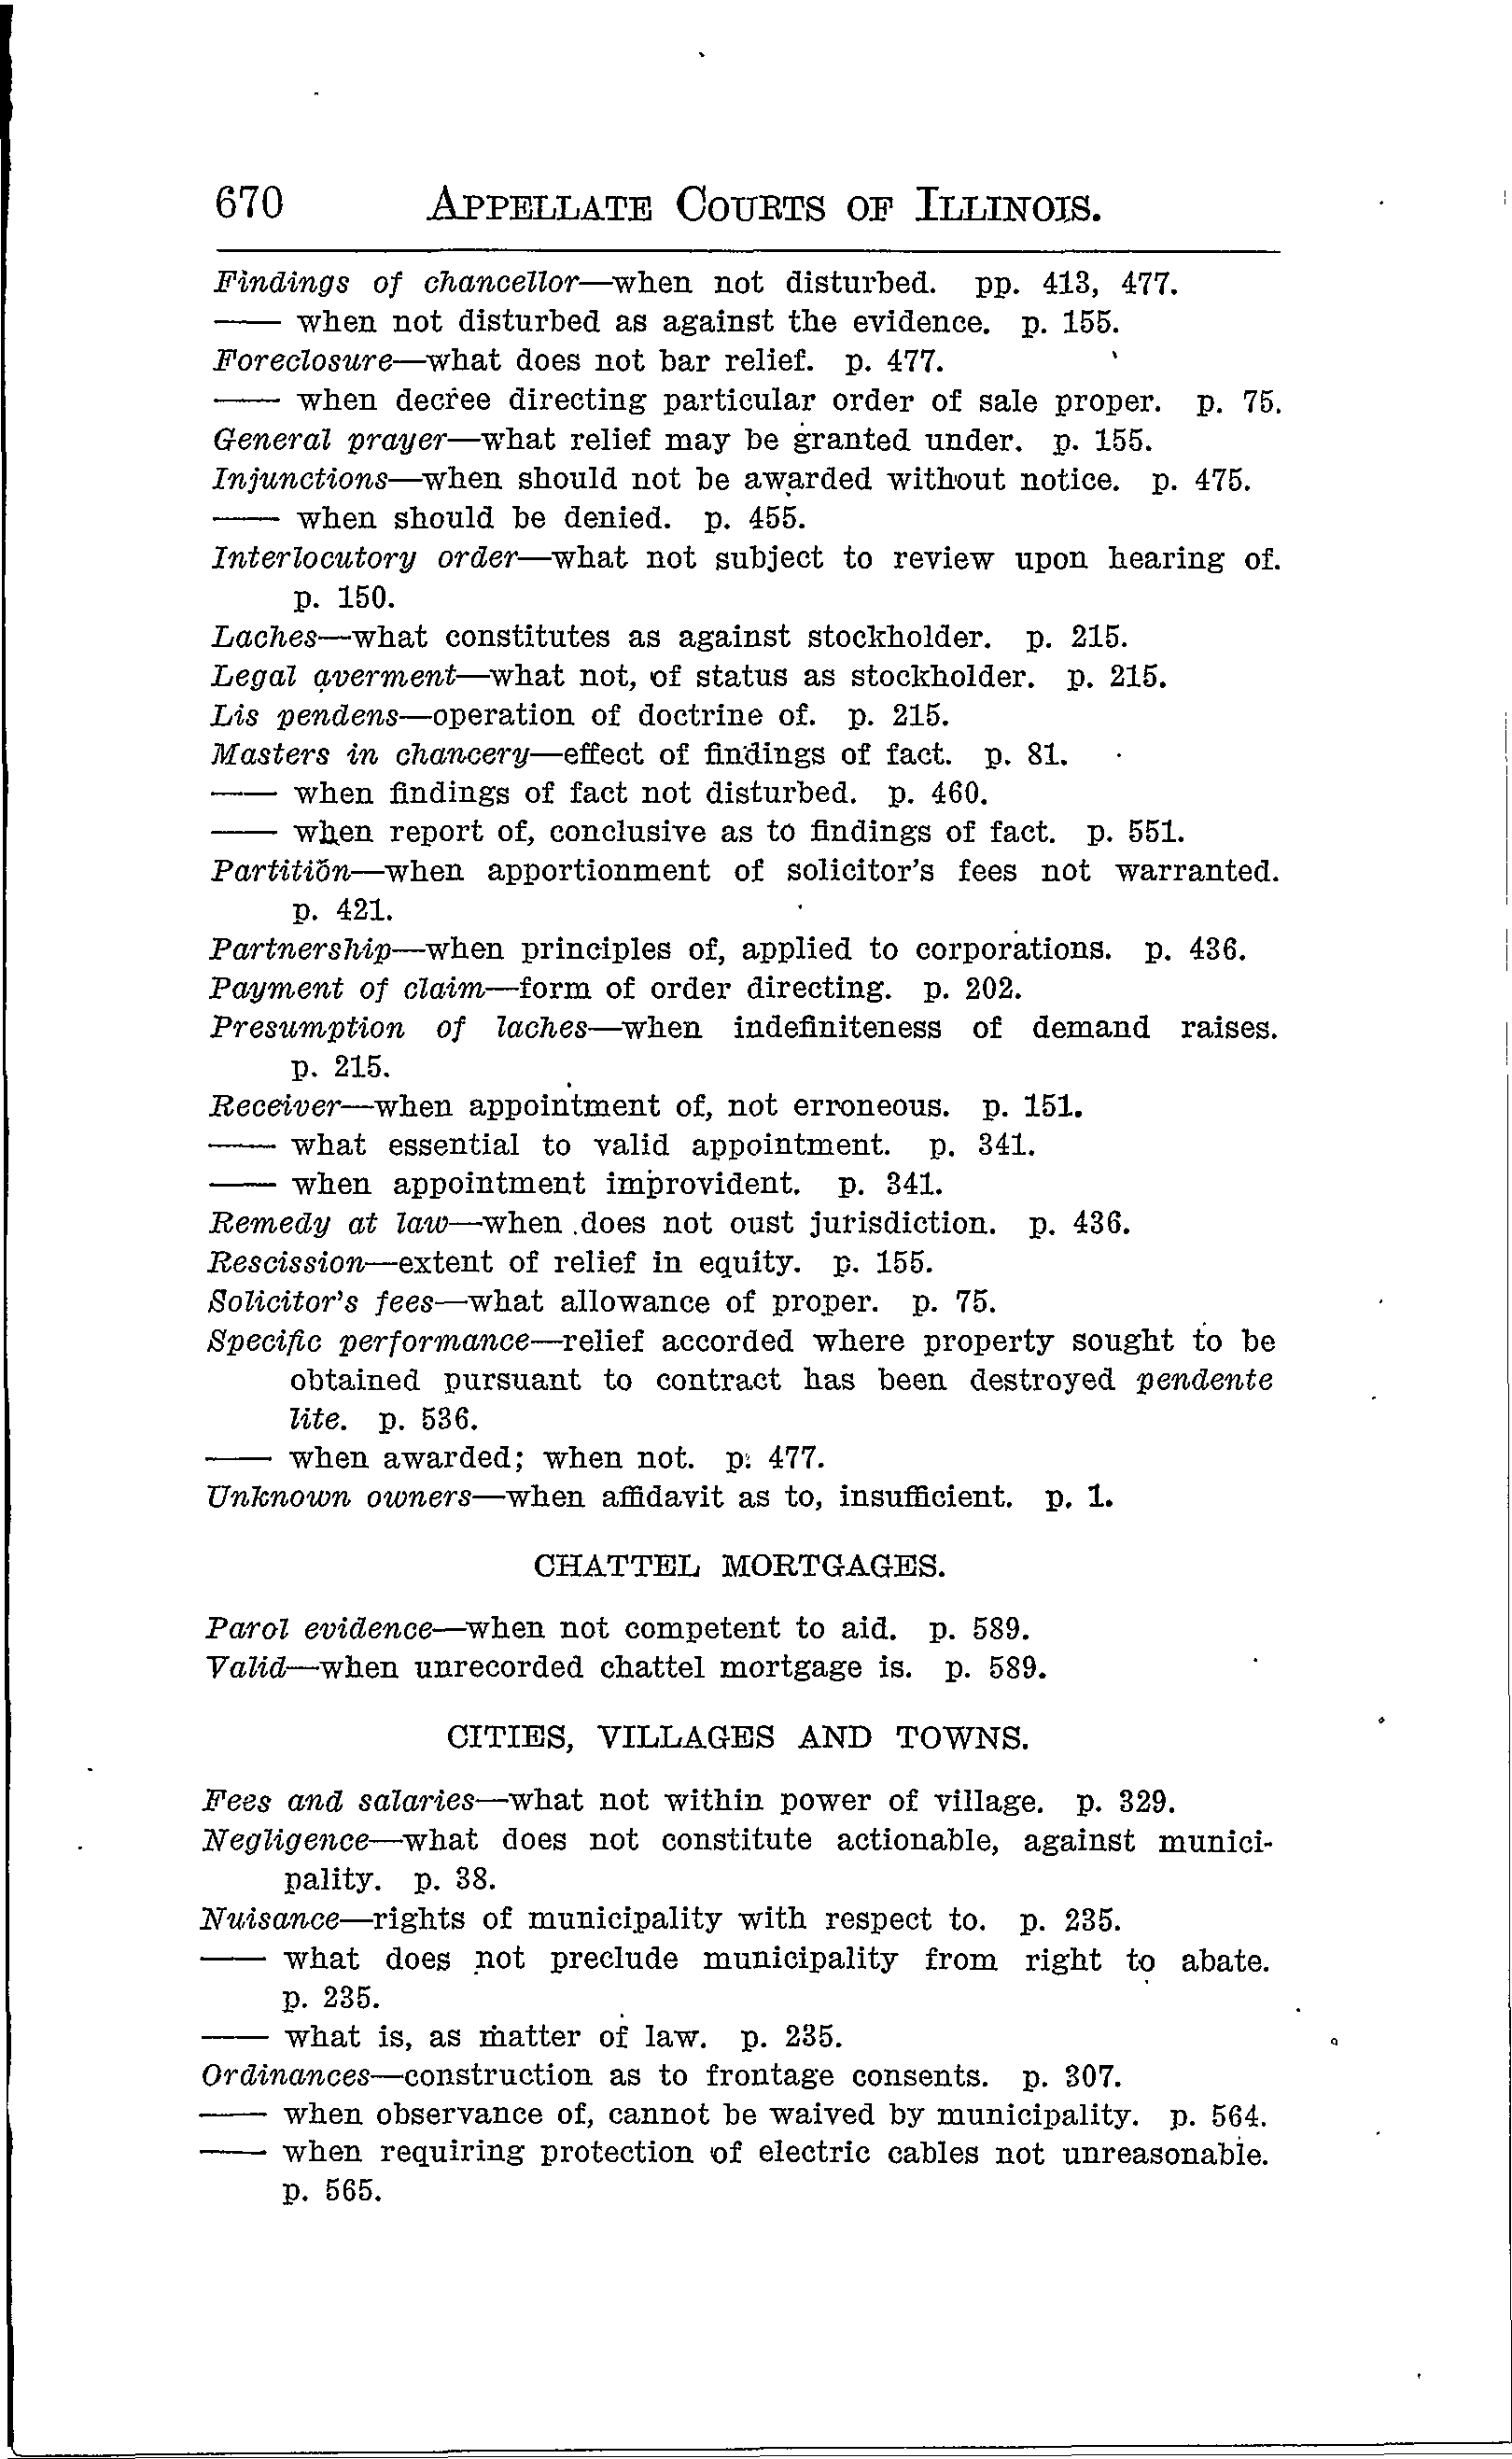 670 APPELLATE COURTS OF ILLINOIS.
Findings of chancellor—when not disturbed. pp. 413, 477.
—— when not disturbed as against the evidence. p. 155.
Foreclosure—what does not bar relief. p. 477.
—— when decree directing particular order of sale proper. p. 75.
General prayer—what relief may be granted under. p. 155.
Injunctions—when should not be awarded without notice. p. 475.
—— when should be denied. p. 455.
Interlocutory order—what not subject to review upon hearing of.
p. 150.
Laches—what constitutes as against stockholder. p. 215.
Legal averment—what not, of status as stockholder. p. 215.
Lis pendens—operation of doctrine of. p. 215.
Masters in chancery—effect of findings of fact. p. 81.
—— when findings of fact not disturbed. p. 460.
—— when report of, conclusive as to findings of fact. p. 551.
Partition—when apportionment of solicitor's fees not warranted.
p. 421.
Partnership—when principles of, applied to corporations. p. 436.
Payment of claim—form of order directing. p. 202.
Presumption of laches—when indefiniteness of demand raises.
p. 215.
Receiver—when appointment of, not erroneous. p. 151.
—— what essential to valid appointment. p. 341.
—— when appointment improvident. p. 341.
Remedy at law—when does not oust jurisdiction. p. 436.
Rescission—extent of relief in equity. p. 155.
Solicitor's fees—what allowance of proper. p. 75.
Specific performance—relief accorded where property sought to be
obtained pursuant to contract has been destroyed pendente
lite. p. 536.
—— when awarded; when not. p. 477.
Unknown owners—when affidavit as to, insufficient. p. 1.
CHATTEL MORTGAGES.
Parol evidence—when not competent to aid. p. 589.
Valid—when unrecorded chattel mortgage is. p. 589.
CITIES, VILLAGES AND TOWNS.
Fees and salaries—what not within power of village. p. 329.
Negligence—what does not constitute actionable, against munici-
pality. p. 38.
Nuisance—rights of municipality with respect to. p. 235.
—— what does not preclude municipality from right to abate.
p. 235.
—— what is, as matter of law. p. 235.
Ordinances—construction as to frontage consents. p. 307.
—— when observance of, cannot be waived by municipality. p. 564.
—— when requiring protection of electric cables not unreasonable.
p. 565.